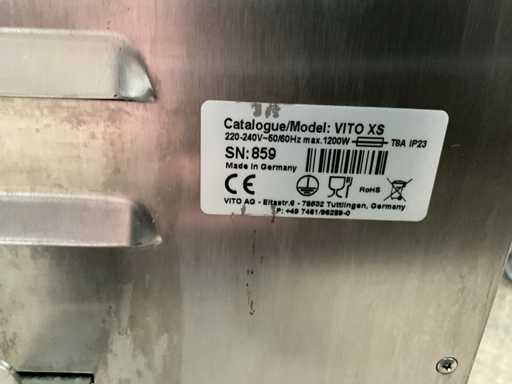 Catalogue/Model: VITO XS
220-240V~50/60Hz max.1200W T8A IP23
SN:859
Made in Germany
CE
RoHS
VITO AG - Eltastr.6 - 78532 Tuttlingen, Germany
P: +49 7461/96289-0